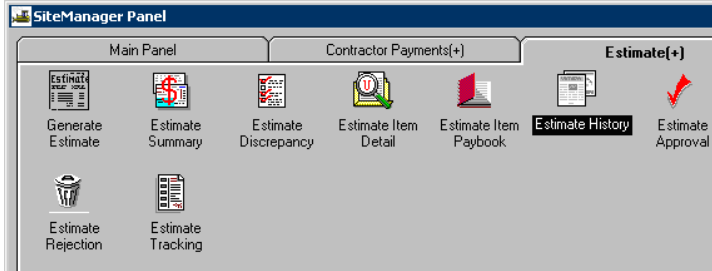 SiteManager Panel
Main Panel
Contractor Payments(+)
Estimate(+)
Estimate
Generate
Estimate
Estimate
Summary
Estimate
Discrepancy
U
Estimate Item
Detail
Estimate Item
Paybook
Estimate History
Estimate
Approval
Estimate
Rejection
Estimate
Tracking